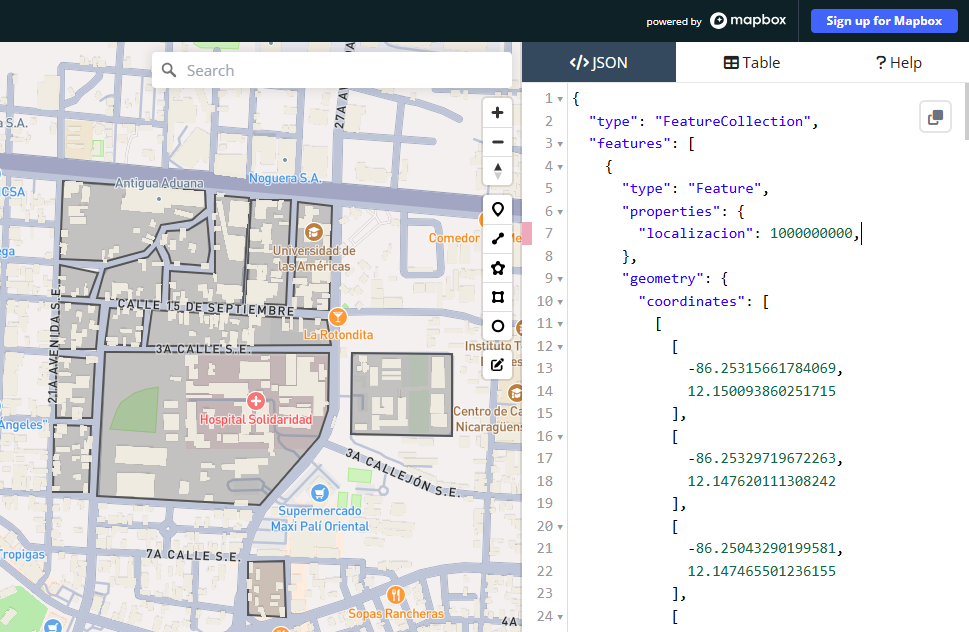 powered by mapbox
Sign up for Mapbox
Search
</> JSON
Table
? Help
27A AV
a S.A.
Antigua Aduana
Noguera S.A.
CSA
ega
Comedor
Me
Universidad de
las Américas
CALLE 15 DE SEPTIEMBRE
La Rotondita
21A AVENIDA S.E.
3A CALLE S.E.
Instituto T
Hospital Solidaridad
Angeles"
Centro de Ca
Nicaragüens
3A CALLEJÓN S.E.
Supermercado
Maxi Palí Oriental
Tropigas
7A CALLE S.E.
Sopas Rancheras
4A
1 {
2 "type": "FeatureCollection",
3 "features": [
4 {
5 "type": "Feature",
6 "properties": {
7 "localizacion": 1000000000,
8 },
9 "geometry": {
10 "coordinates": [
11 [
12 [
13 -86.25315661784069,
14 12.150093860251715
15 ],
16 [
17 -86.25329719672263,
18 12.147620111308242
19 ],
20 [
21 -86.25043290199581,
22 12.147465501236155
23 ],
24 [